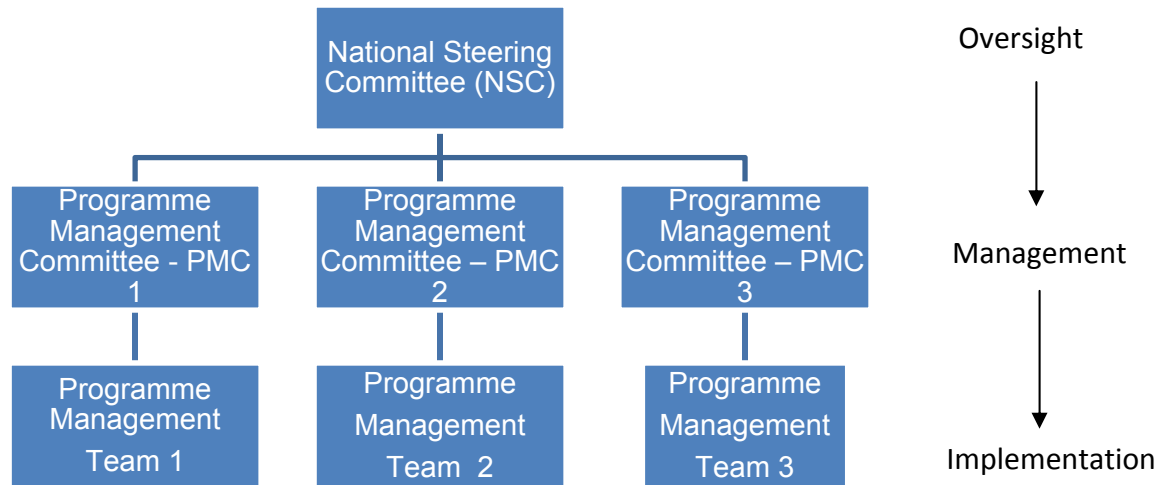 National Steering
Committee (NSC)
Oversight
Programme
Management
Committee - PMC
1
Programme
Management
Committee – PMC
2
Programme
Management
Committee – PMC
3
Management
Programme
Management
Team 1
Programme
Management
Team  2
Programme
Management
Team 3
Implementation